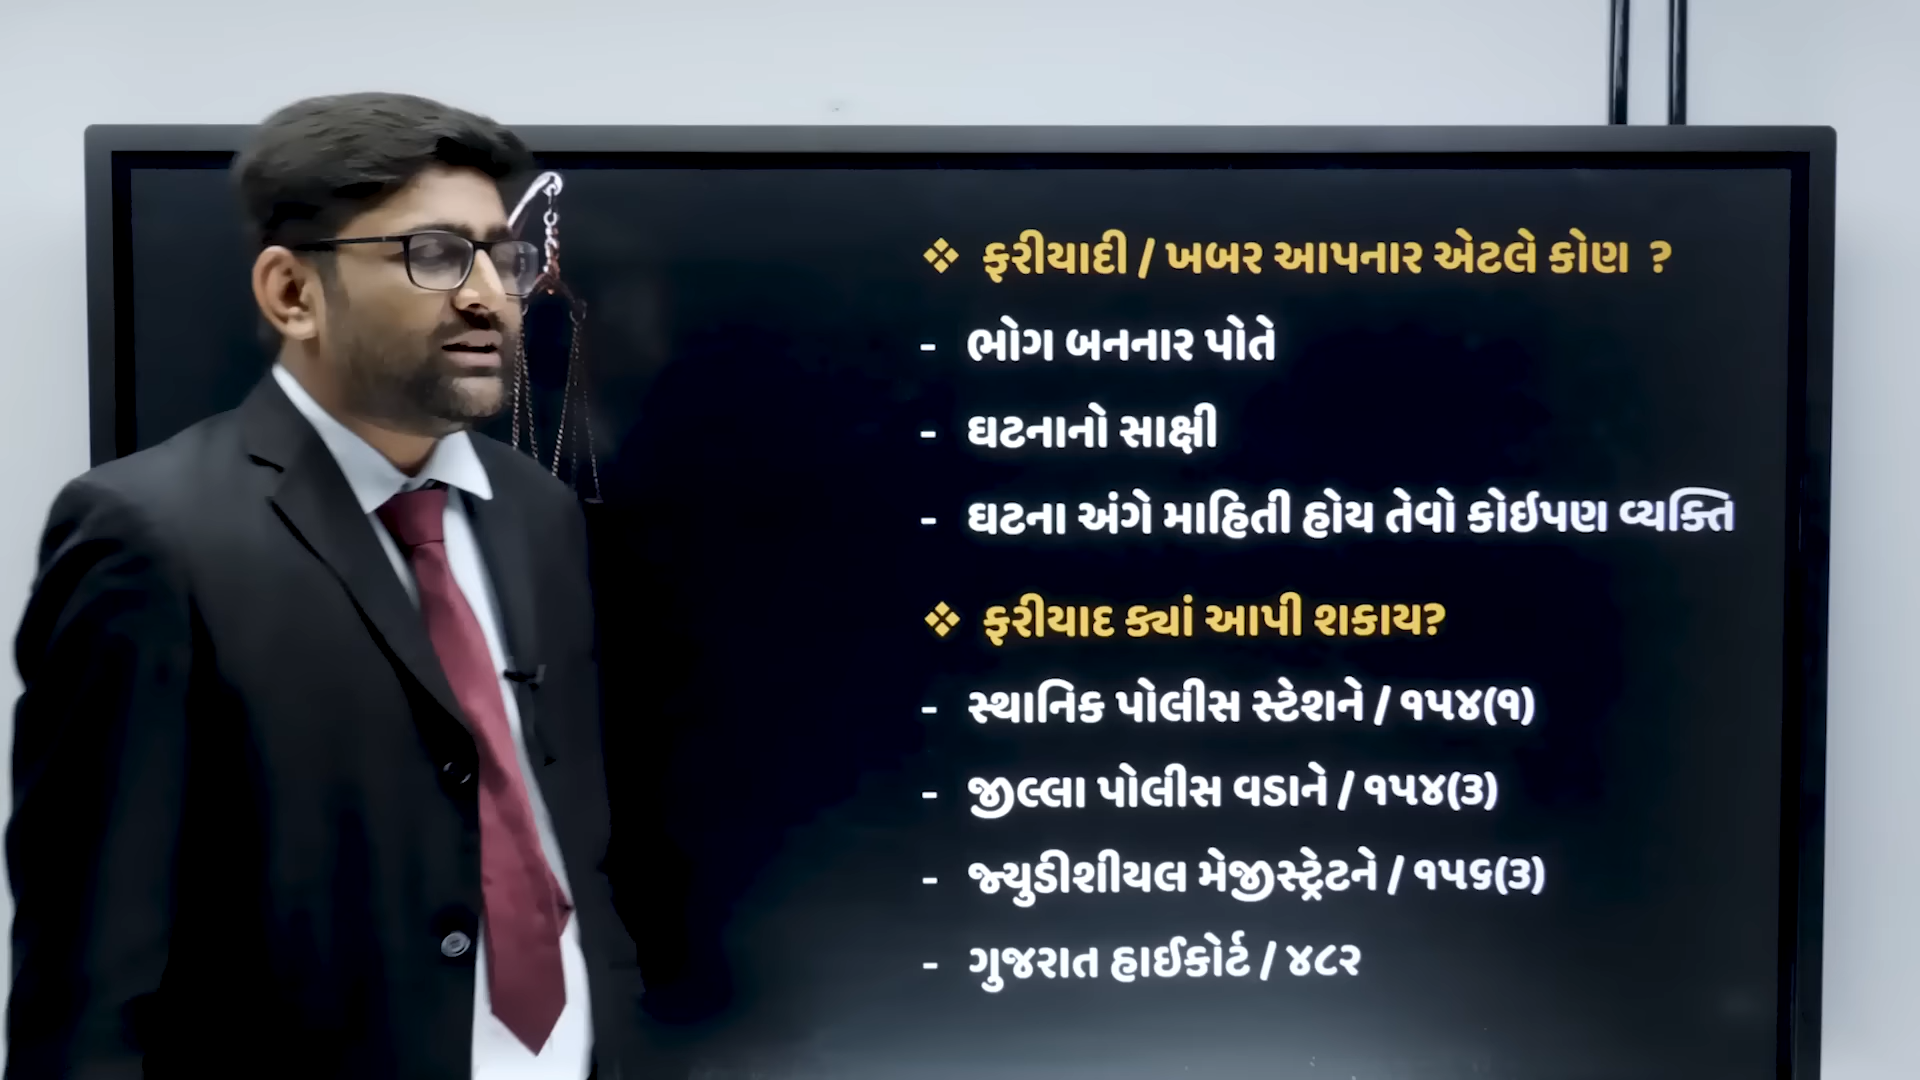 ❖ ફરીયાદી / ખબર આપનાર એટલે કોણ ?
- ભોગ બનનાર પોતે
- ઘટનાનો સાક્ષી
- ઘટના અંગે માહિતી હોય તેવો કોઇપણ વ્યક્તિ
❖ ફરીયાદ ક્યાં આપી શકાય?
- સ્થાનિક પોલીસ સ્ટેશને / ૧૫૪(૧)
- જીલ્લા પોલીસ વડાને / ૧૫૪(૩)
- જ્યુડીશીયલ મેજીસ્ટ્રેટને / ૧૫૬(૩)
- ગુજરાત હાઈકોર્ટ / ૪૮૨